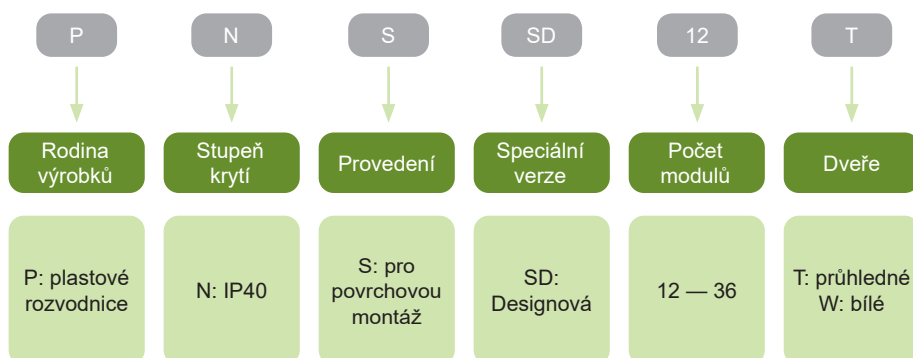 P
N
S
SD
12
T
Rodina
výrobků
Stupeň
krytí
Provedení
Speciální
verze
Počet
modulů
Dveře
P: plastové
rozvodnice
N: IP40
S: pro
povrchovou
montáž
SD:
Designová
12 — 36
T: průhledné
W: bílé